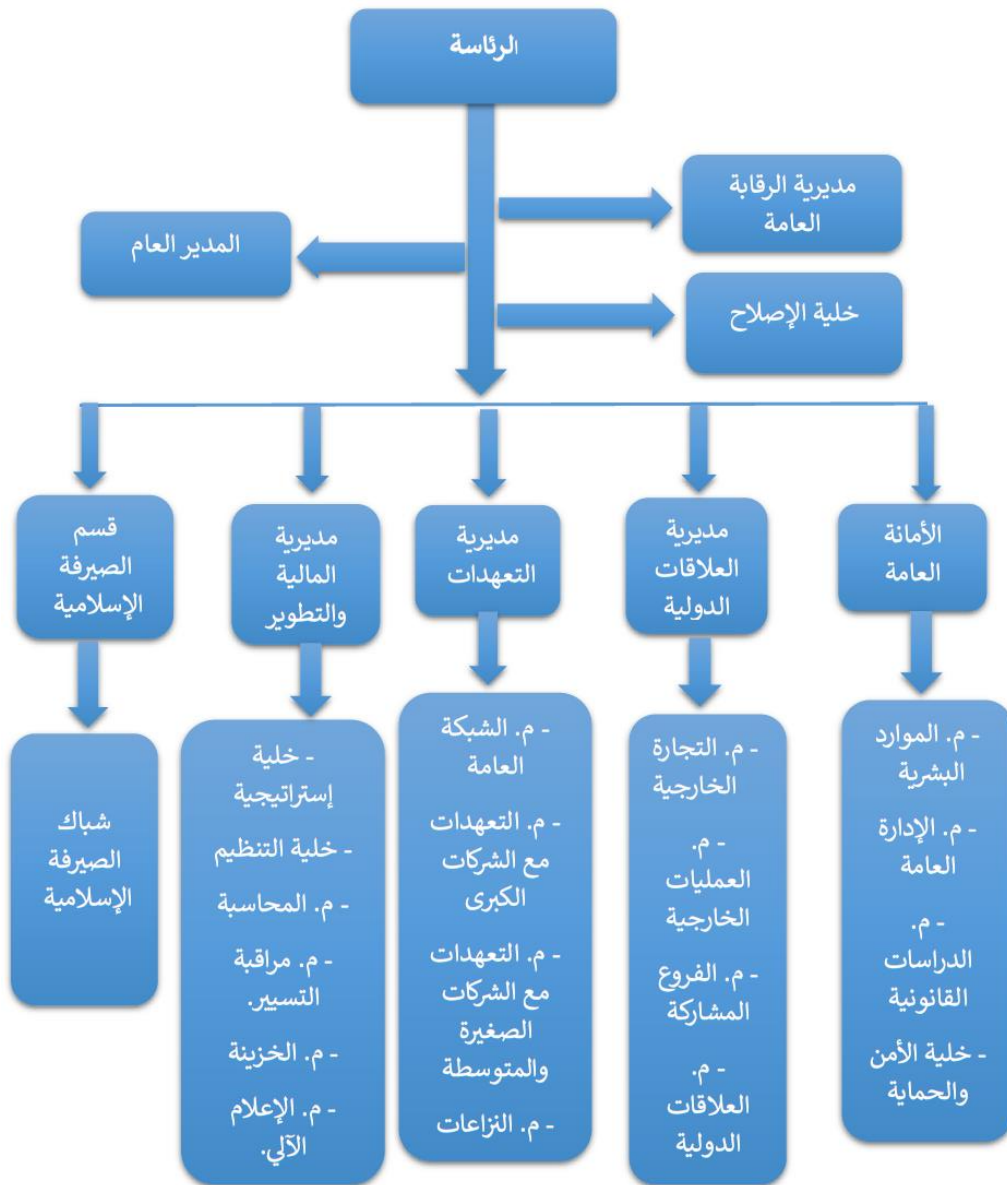 الرئاسة
مديرية الرقابة
العامة
المدير العام
خلية الإصلاح
الأمانة
العامة
مديرية
العلاقات
الدولية
مديرية
التعهدات
مديرية
المالية
والتطوير
قسم
الصيرفة
الإسلامية
- م. الموارد
البشرية
- م. الإدارة
العامة
- م.
الدراسات
القانونية
- خلية الأمن
والحماية
- م. التجارة
الخارجية
- م.
العمليات
الخارجية
- م. الفروع
المشاركة
- م.
العلاقات
الدولية
- م. الشبكة
العامة
- م. التعهدات
مع الشركات
الكبرى
- م. التعهدات
مع الشركات
الصغيرة
والمتوسطة
- م. النزاعات
- خلية
إستراتيجية
- خلية التنظيم
- م. المحاسبة
- م. مراقبة
التسيير.
- م. الخزينة
- م. الإعلام
الآلي.
شباك
الصيرفة
الإسلامية